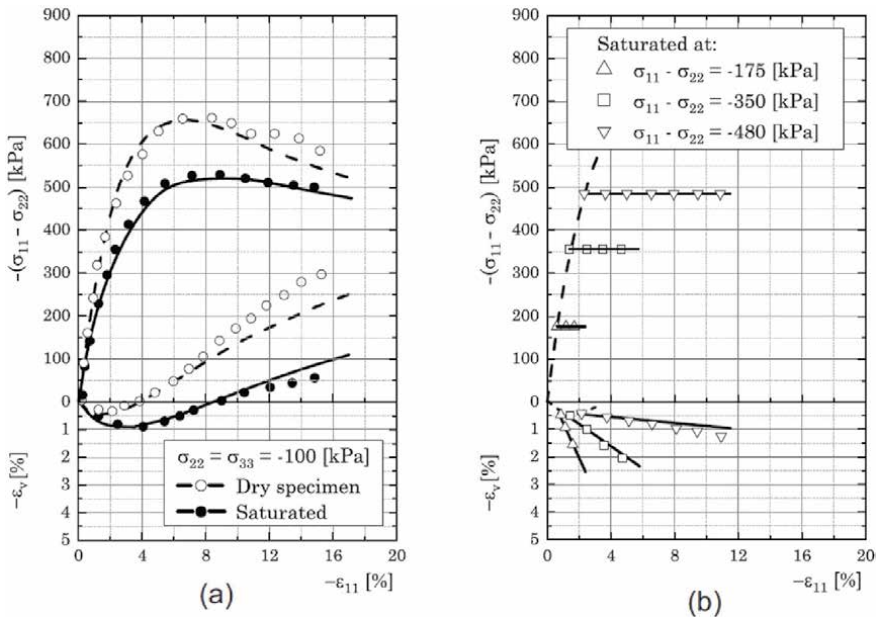 900
800
700
600
500
400
300
200
100
0
1
2
3
4
5
-(σ₁₁ - σ₂₂) [kPa]
-εᵥ[%]
σ₂₂ = σ₃₃ = -100 [kPa]
Dry specimen
Saturated
0 4 8 12 16 20
-ε₁₁ [%]
(a)
900
800
700
600
500
400
300
200
100
0
1
2
3
4
5
-(σ₁₁ - σ₂₂) [kPa]
-εᵥ[%]
Saturated at:
σ₁₁ - σ₂₂ = -175 [kPa]
σ₁₁ - σ₂₂ = -350 [kPa]
σ₁₁ - σ₂₂ = -480 [kPa]
0 4 8 12 16 20
-ε₁₁ [%]
(b)